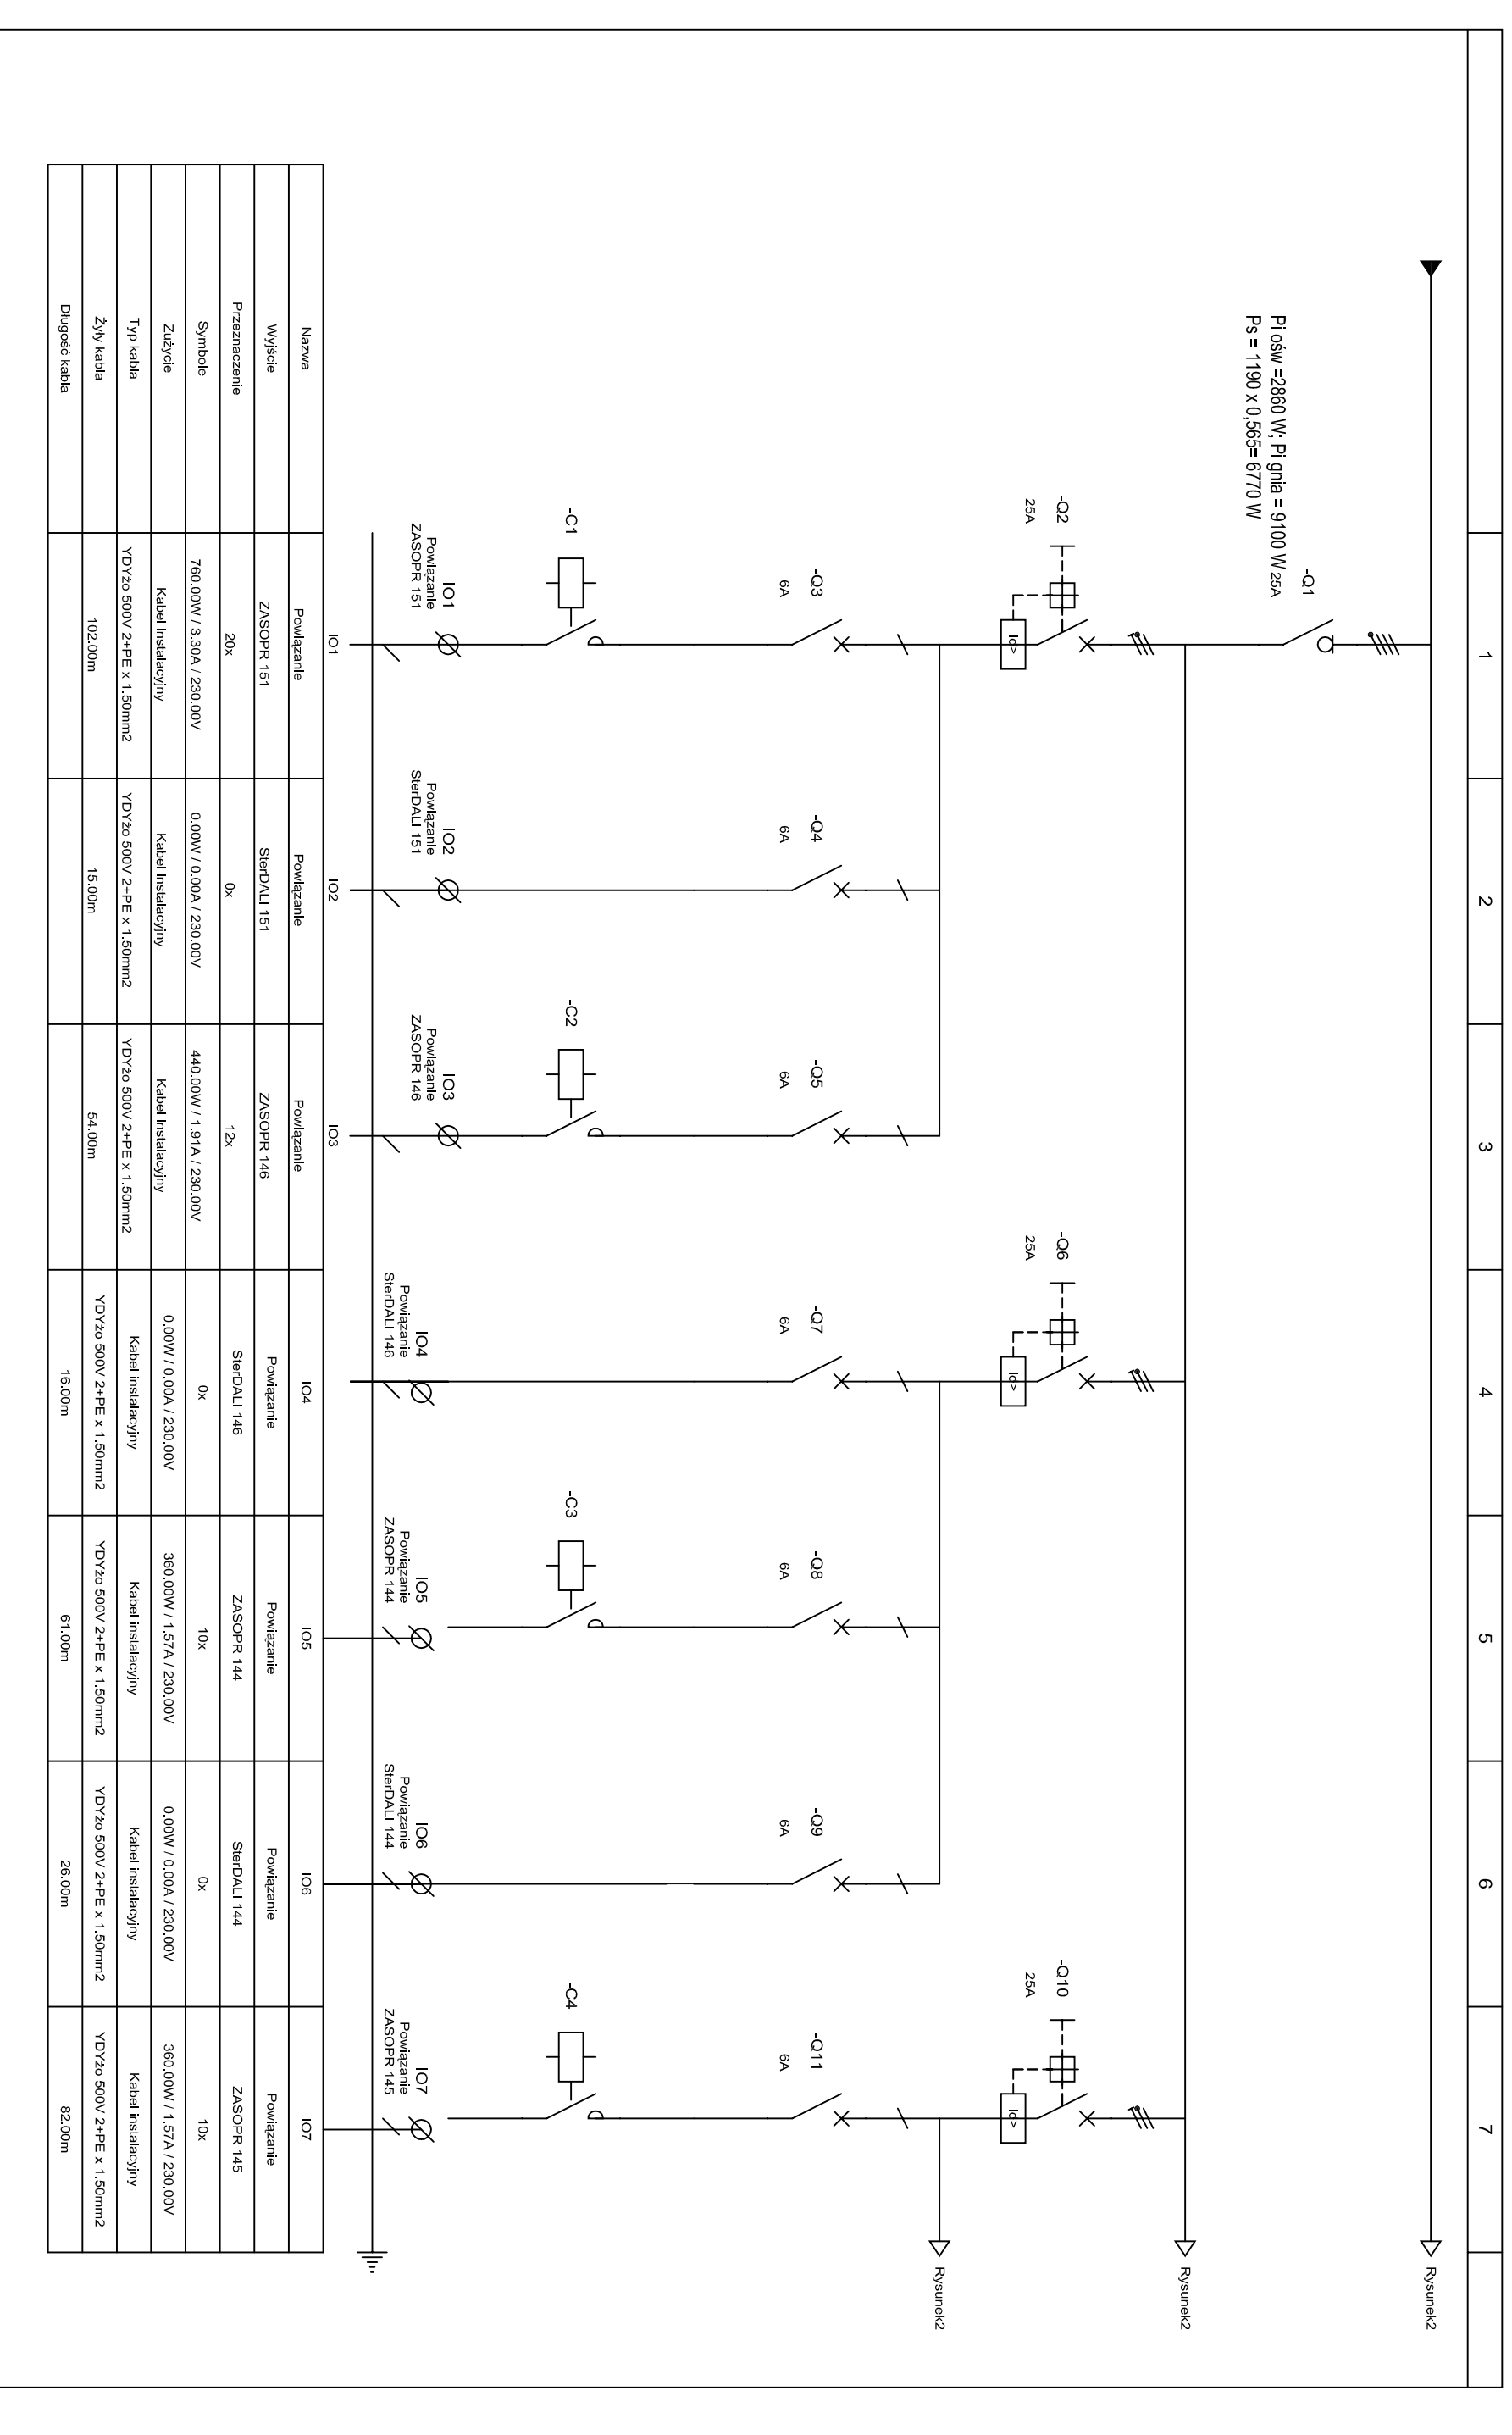 1
2
3
4
5
6
7
Rysunek2
Pi ośw =2860 W; Pi gnia = 9100 W
Ps = 1190 x 0,565= 6770 W
-Q1
25A
Rysunek2
-Q2
25A
Id>
-Q6
25A
Id>
-Q10
25A
Id>
Rysunek2
-Q3
6A
-Q4
6A
-Q5
6A
-Q7
6A
-Q8
6A
-Q9
6A
-Q11
6A
-C1
-C2
-C3
-C4
IO1
Powiązanie
ZASOPR 151
IO2
Powiązanie
SterDALI 151
IO3
Powiązanie
ZASOPR 146
IO4
Powiązanie
SterDALI 146
IO5
Powiązanie
ZASOPR 144
IO6
Powiązanie
SterDALI 144
IO7
Powiązanie
ZASOPR 145
IO1
IO2
IO3
Nazwa
Powiązanie
Powiązanie
Powiązanie
IO4
IO5
IO6
IO7
Wyjście
ZASOPR 151
SterDALI 151
ZASOPR 146
Powiązanie
Powiązanie
Powiązanie
Powiązanie
Przeznaczenie
20x
0x
12x
SterDALI 146
ZASOPR 144
SterDALI 144
ZASOPR 145
Symbole
760.00W / 3.30A / 230.00V
0.00W / 0.00A / 230.00V
440.00W / 1.91A / 230.00V
0x
10x
0x
10x
Zużycie
Kabel instalacyjny
Kabel instalacyjny
Kabel instalacyjny
0.00W / 0.00A / 230.00V
360.00W / 1.57A / 230.00V
0.00W / 0.00A / 230.00V
360.00W / 1.57A / 230.00V
Typ kabla
YDYżo 500V 2+PE x 1.50mm2
YDYżo 500V 2+PE x 1.50mm2
YDYżo 500V 2+PE x 1.50mm2
Kabel instalacyjny
Kabel instalacyjny
Kabel instalacyjny
Kabel instalacyjny
Żyły kabla
102.00m
15.00m
54.00m
YDYżo 500V 2+PE x 1.50mm2
YDYżo 500V 2+PE x 1.50mm2
YDYżo 500V 2+PE x 1.50mm2
YDYżo 500V 2+PE x 1.50mm2
Długość kabla
16.00m
61.00m
26.00m
82.00m